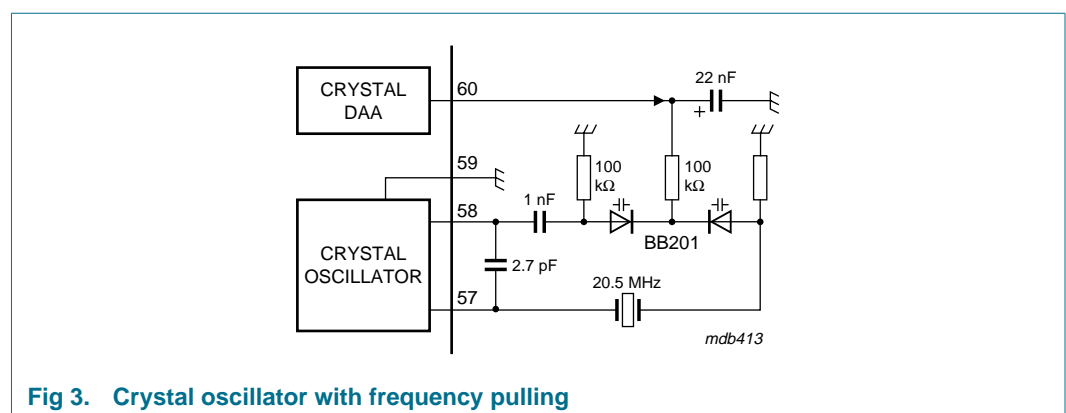 CRYSTAL
DAA
60
22 nF
+
59
100
kΩ
100
kΩ
58
1 nF
BB201
CRYSTAL
OSCILLATOR
2.7 pF
57
20.5 MHz
mdb413
Fig 3. Crystal oscillator with frequency pulling